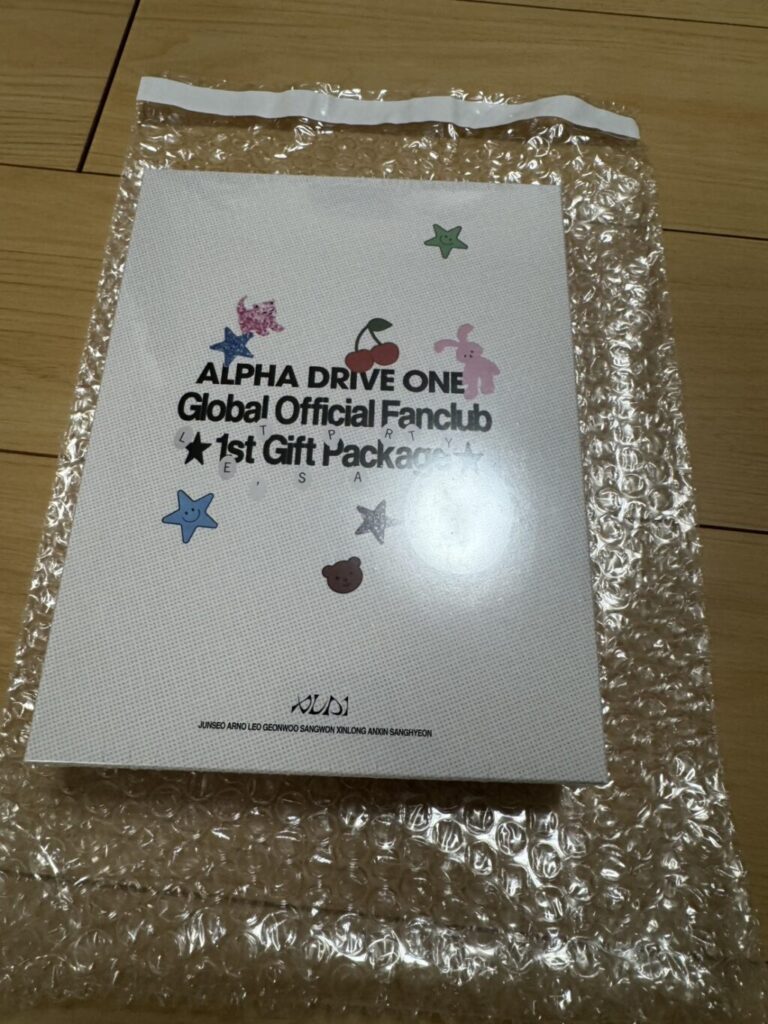 ALPHA DRIVE ONE
Global Official Fanclub
★ 1st Gift Package ★
JUNSEO ARNO LEO GEONWOO SANGWON XINLONG ANXIN SANGHYEON